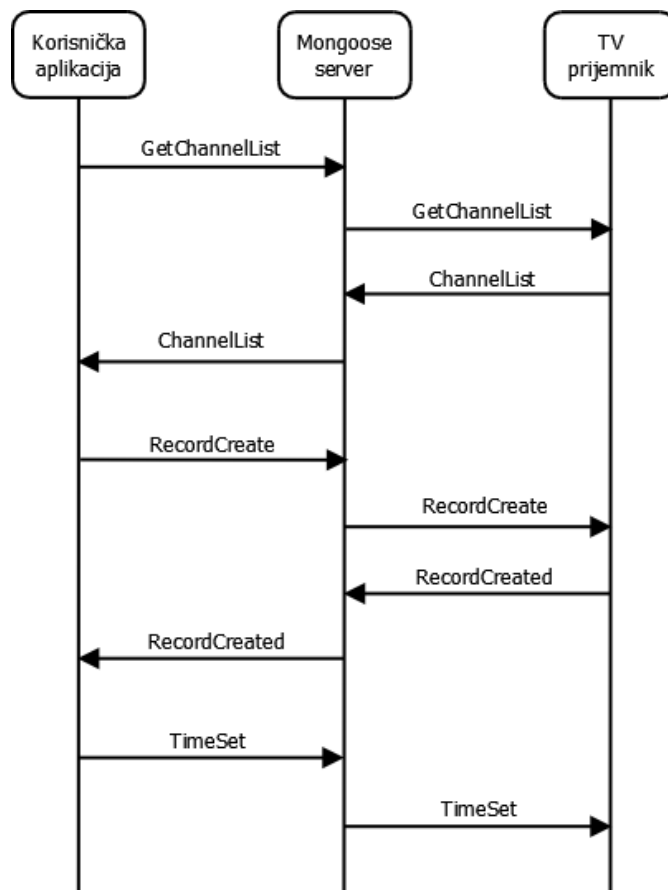 Korisnička
aplikacija
Mongoose
server
TV
prijemnik
GetChannelList
GetChannelList
ChannelList
ChannelList
RecordCreate
RecordCreate
RecordCreated
RecordCreated
TimeSet
TimeSet